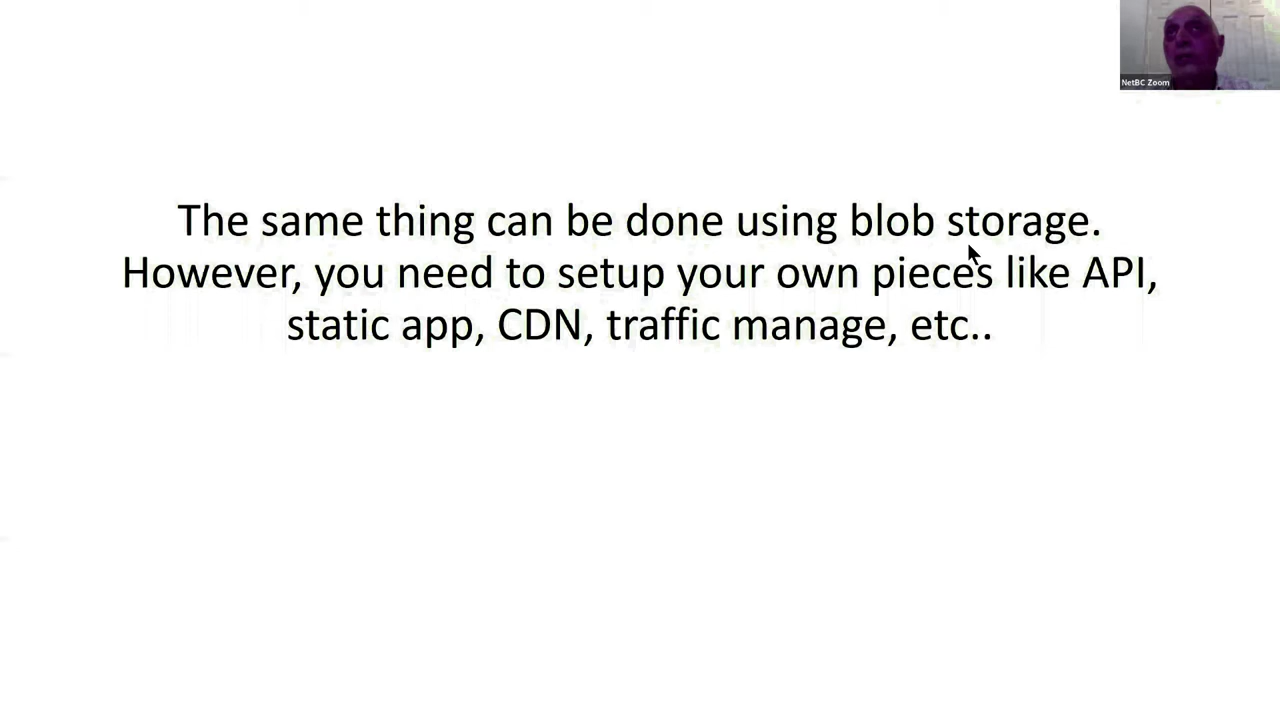 NetBC Zoom
The same thing can be done using blob storage.
However, you need to setup your own pieces like API,
static app, CDN, traffic manage, etc..